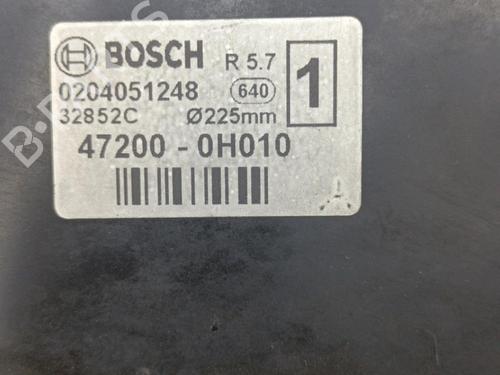 BOSCH R 5.7 1
0204051248 640
32852C Ø225mm
47200 - 0H010